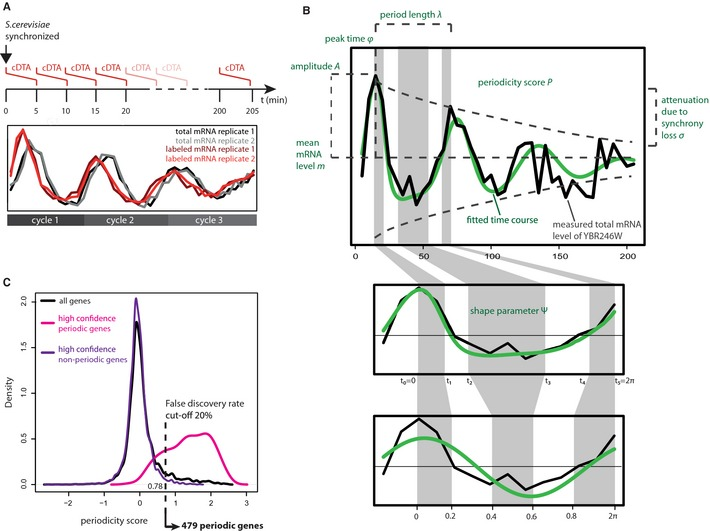 A
S.cerevisiae
synchronized
cDTA cDTA cDTA cDTA cDTA cDTA cDTA
0 5 10 15 20 200 205 t (min)
total mRNA replicate 1
total mRNA replicate 2
labeled mRNA replicate 1
labeled mRNA replicate 2
cycle 1 cycle 2 cycle 3
B
period length λ
peak time φ
amplitude A
periodicity score P
attenuation
due to
synchrony
loss σ
mean
mRNA
level m
fitted time course
measured total mRNA
level of YBR246W
0 50 100 150 200
shape parameter Ψ
t₀=0 t₁ t₂ t₃ t₄ t₅=2π
0 0.2 0.4 0.6 0.8 2π
C
all genes
high confidence
periodic genes
high confidence
non-periodic genes
Density
0.0 0.5 1.0 1.5 2.0
False discovery rate
cut-off 20%
0.78
−2 −1 0 1 2 3
periodicity score
479 periodic genes